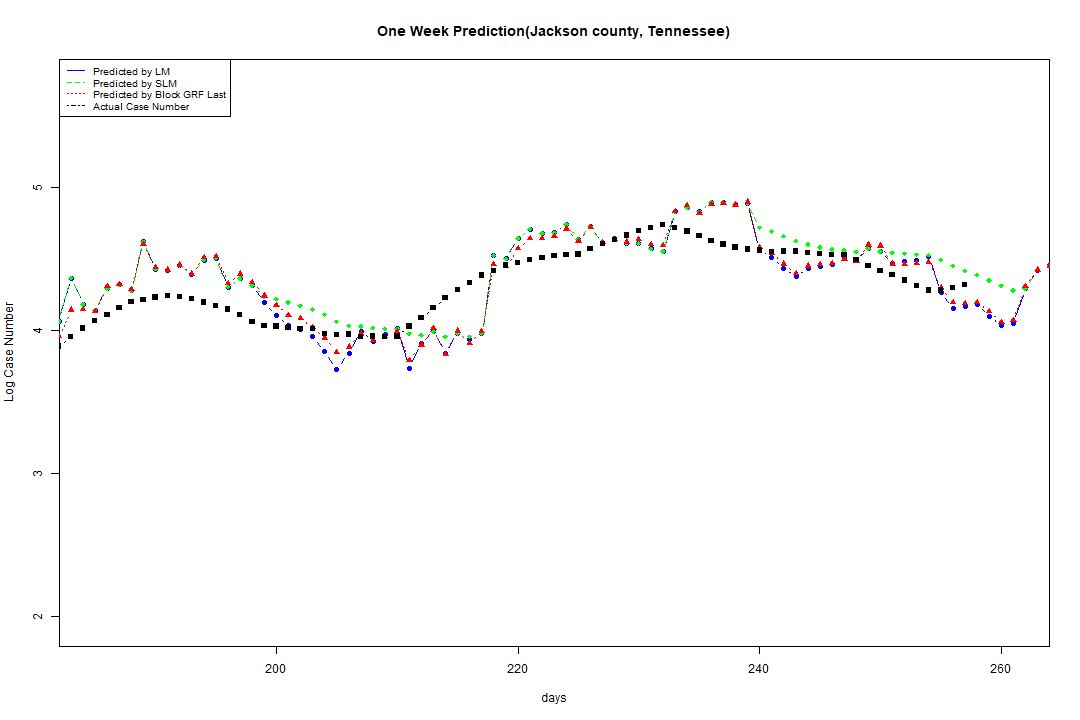 One Week Prediction(Jackson county, Tennessee)
Predicted by LM
Predicted by SLM
Predicted by Block GRF Last
Actual Case Number
5
4
3
2
Log Case Number
200 220 240 260
days